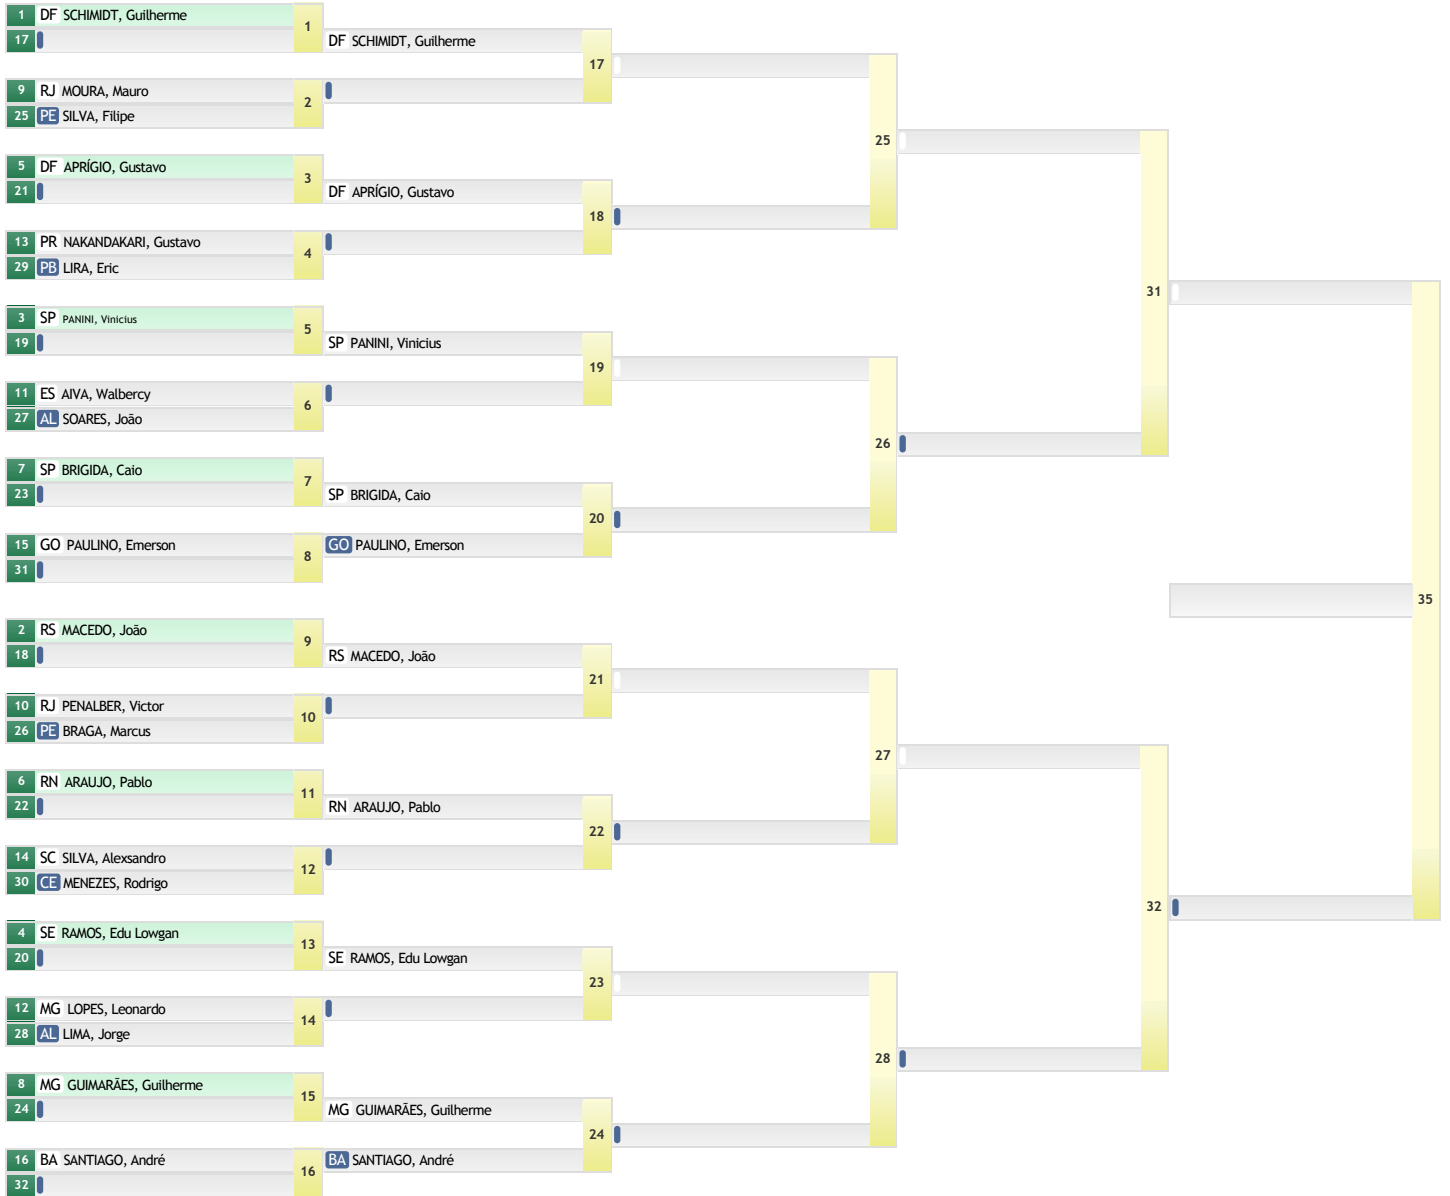 1 DF SCHIMIDT, Guilherme
1
17
DF SCHIMIDT, Guilherme
17
9 RJ MOURA, Mauro
2
25 PE SILVA, Filipe
25
5 DF APRÍGIO, Gustavo
3
21
DF APRÍGIO, Gustavo
18
13 PR NAKANDAKARI, Gustavo
4
29 PB LIRA, Eric
31
3 SP PANINI, Vinicius
5
19
SP PANINI, Vinicius
19
11 ES AIVA, Walbercy
6
27 AL SOARES, João
26
7 SP BRIGIDA, Caio
7
23
SP BRIGIDA, Caio
20
15 GO PAULINO, Emerson
8
GO PAULINO, Emerson
31
35
2 RS MACEDO, João
9
18
RS MACEDO, João
21
10 RJ PENALBER, Victor
10
26 PE BRAGA, Marcus
27
6 RN ARAUJO, Pablo
11
22
RN ARAUJO, Pablo
22
14 SC SILVA, Alexsandro
12
30 CE MENEZES, Rodrigo
32
4 SE RAMOS, Edu Lowgan
13
20
SE RAMOS, Edu Lowgan
23
12 MG LOPES, Leonardo
14
28 AL LIMA, Jorge
28
8 MG GUIMARÃES, Guilherme
15
24
MG GUIMARÃES, Guilherme
24
16 BA SANTIAGO, André
16
BA SANTIAGO, André
32